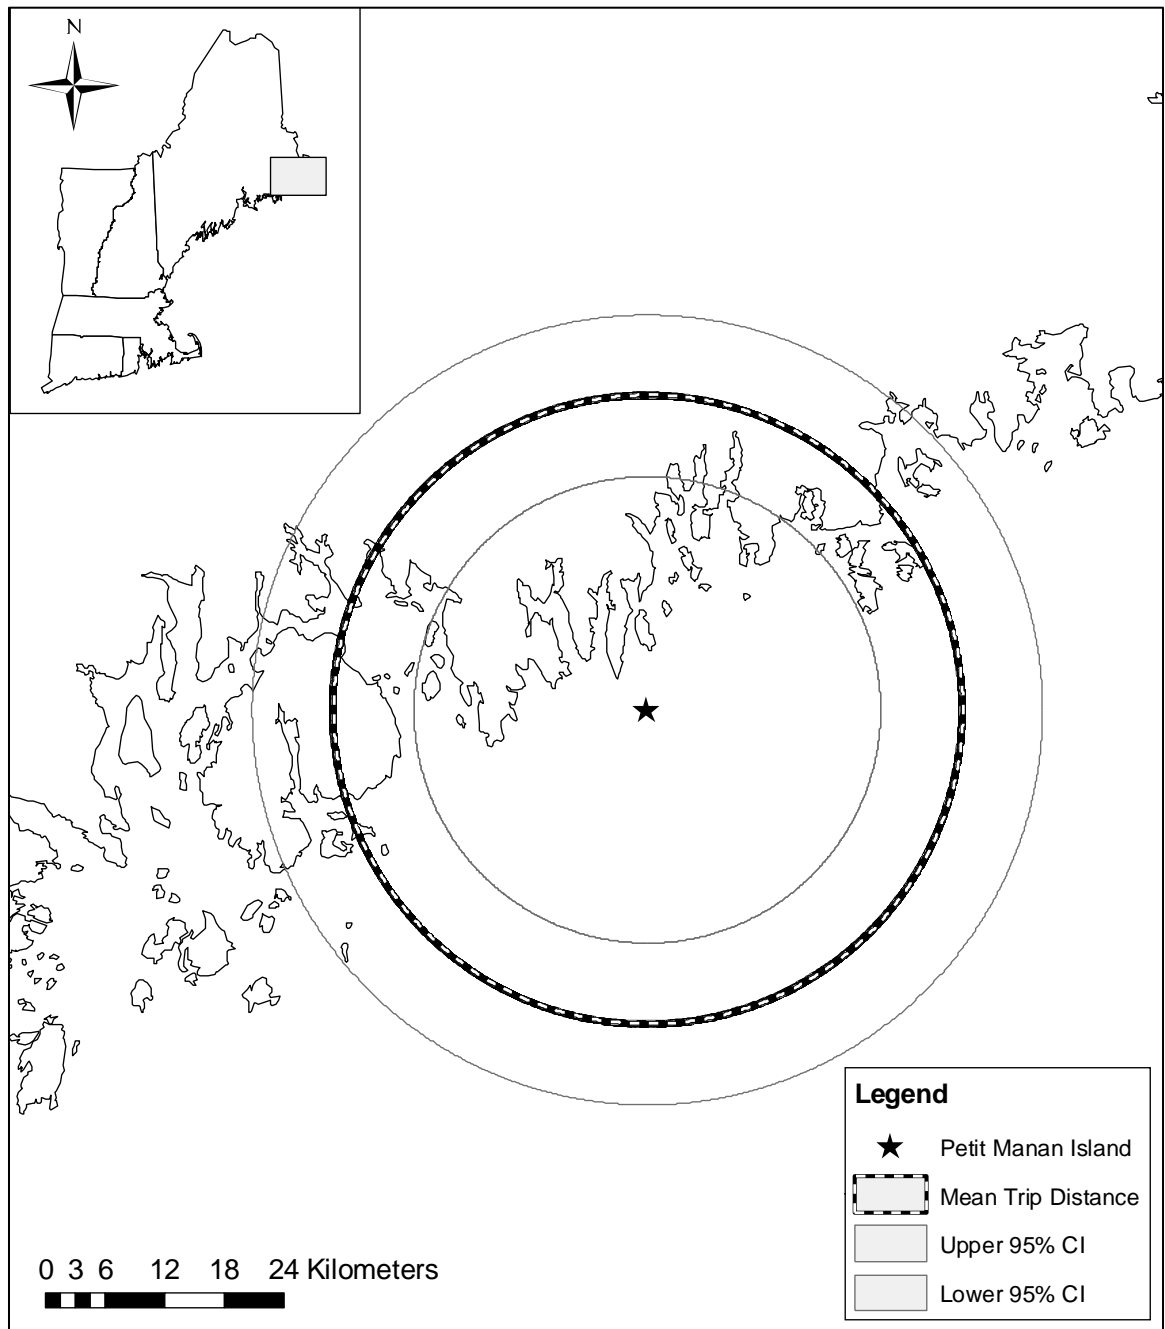 N
Legend
Petit Manan Island
Mean Trip Distance
Upper 95% CI
Lower 95% CI
0 3 6 12 18 24 Kilometers